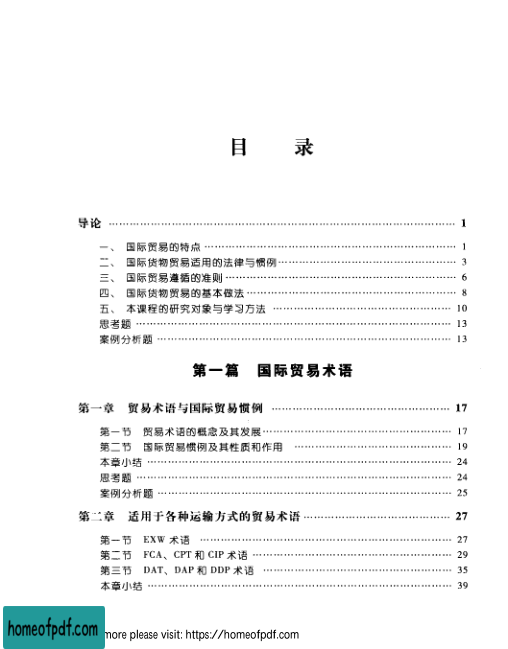 目 录
导论 …… 1
一、 国际贸易的特点 …… 1
二、 国际货物贸易适用的法律与惯例 …… 3
三、 国际贸易遵循的准则 …… 6
四、 国际货物贸易的基本做法 …… 8
五、 本课程的研究对象与学习方法 …… 10
思考题 …… 13
案例分析题 …… 13
第一篇 国际贸易术语
第一章 贸易术语与国际贸易惯例 …… 17
第一节 贸易术语的概念及其发展 …… 17
第二节 国际贸易惯例及其性质和作用 …… 19
本章小结 …… 24
思考题 …… 24
案例分析题 …… 25
第二章 适用于各种运输方式的贸易术语 …… 27
第一节 EXW 术语 …… 27
第二节 FCA、CPT 和 CIP 术语 …… 29
第三节 DAT、DAP 和 DDP 术语 …… 35
本章小结 …… 39
homeofpdf.com more please visit: https://homeofpdf.com